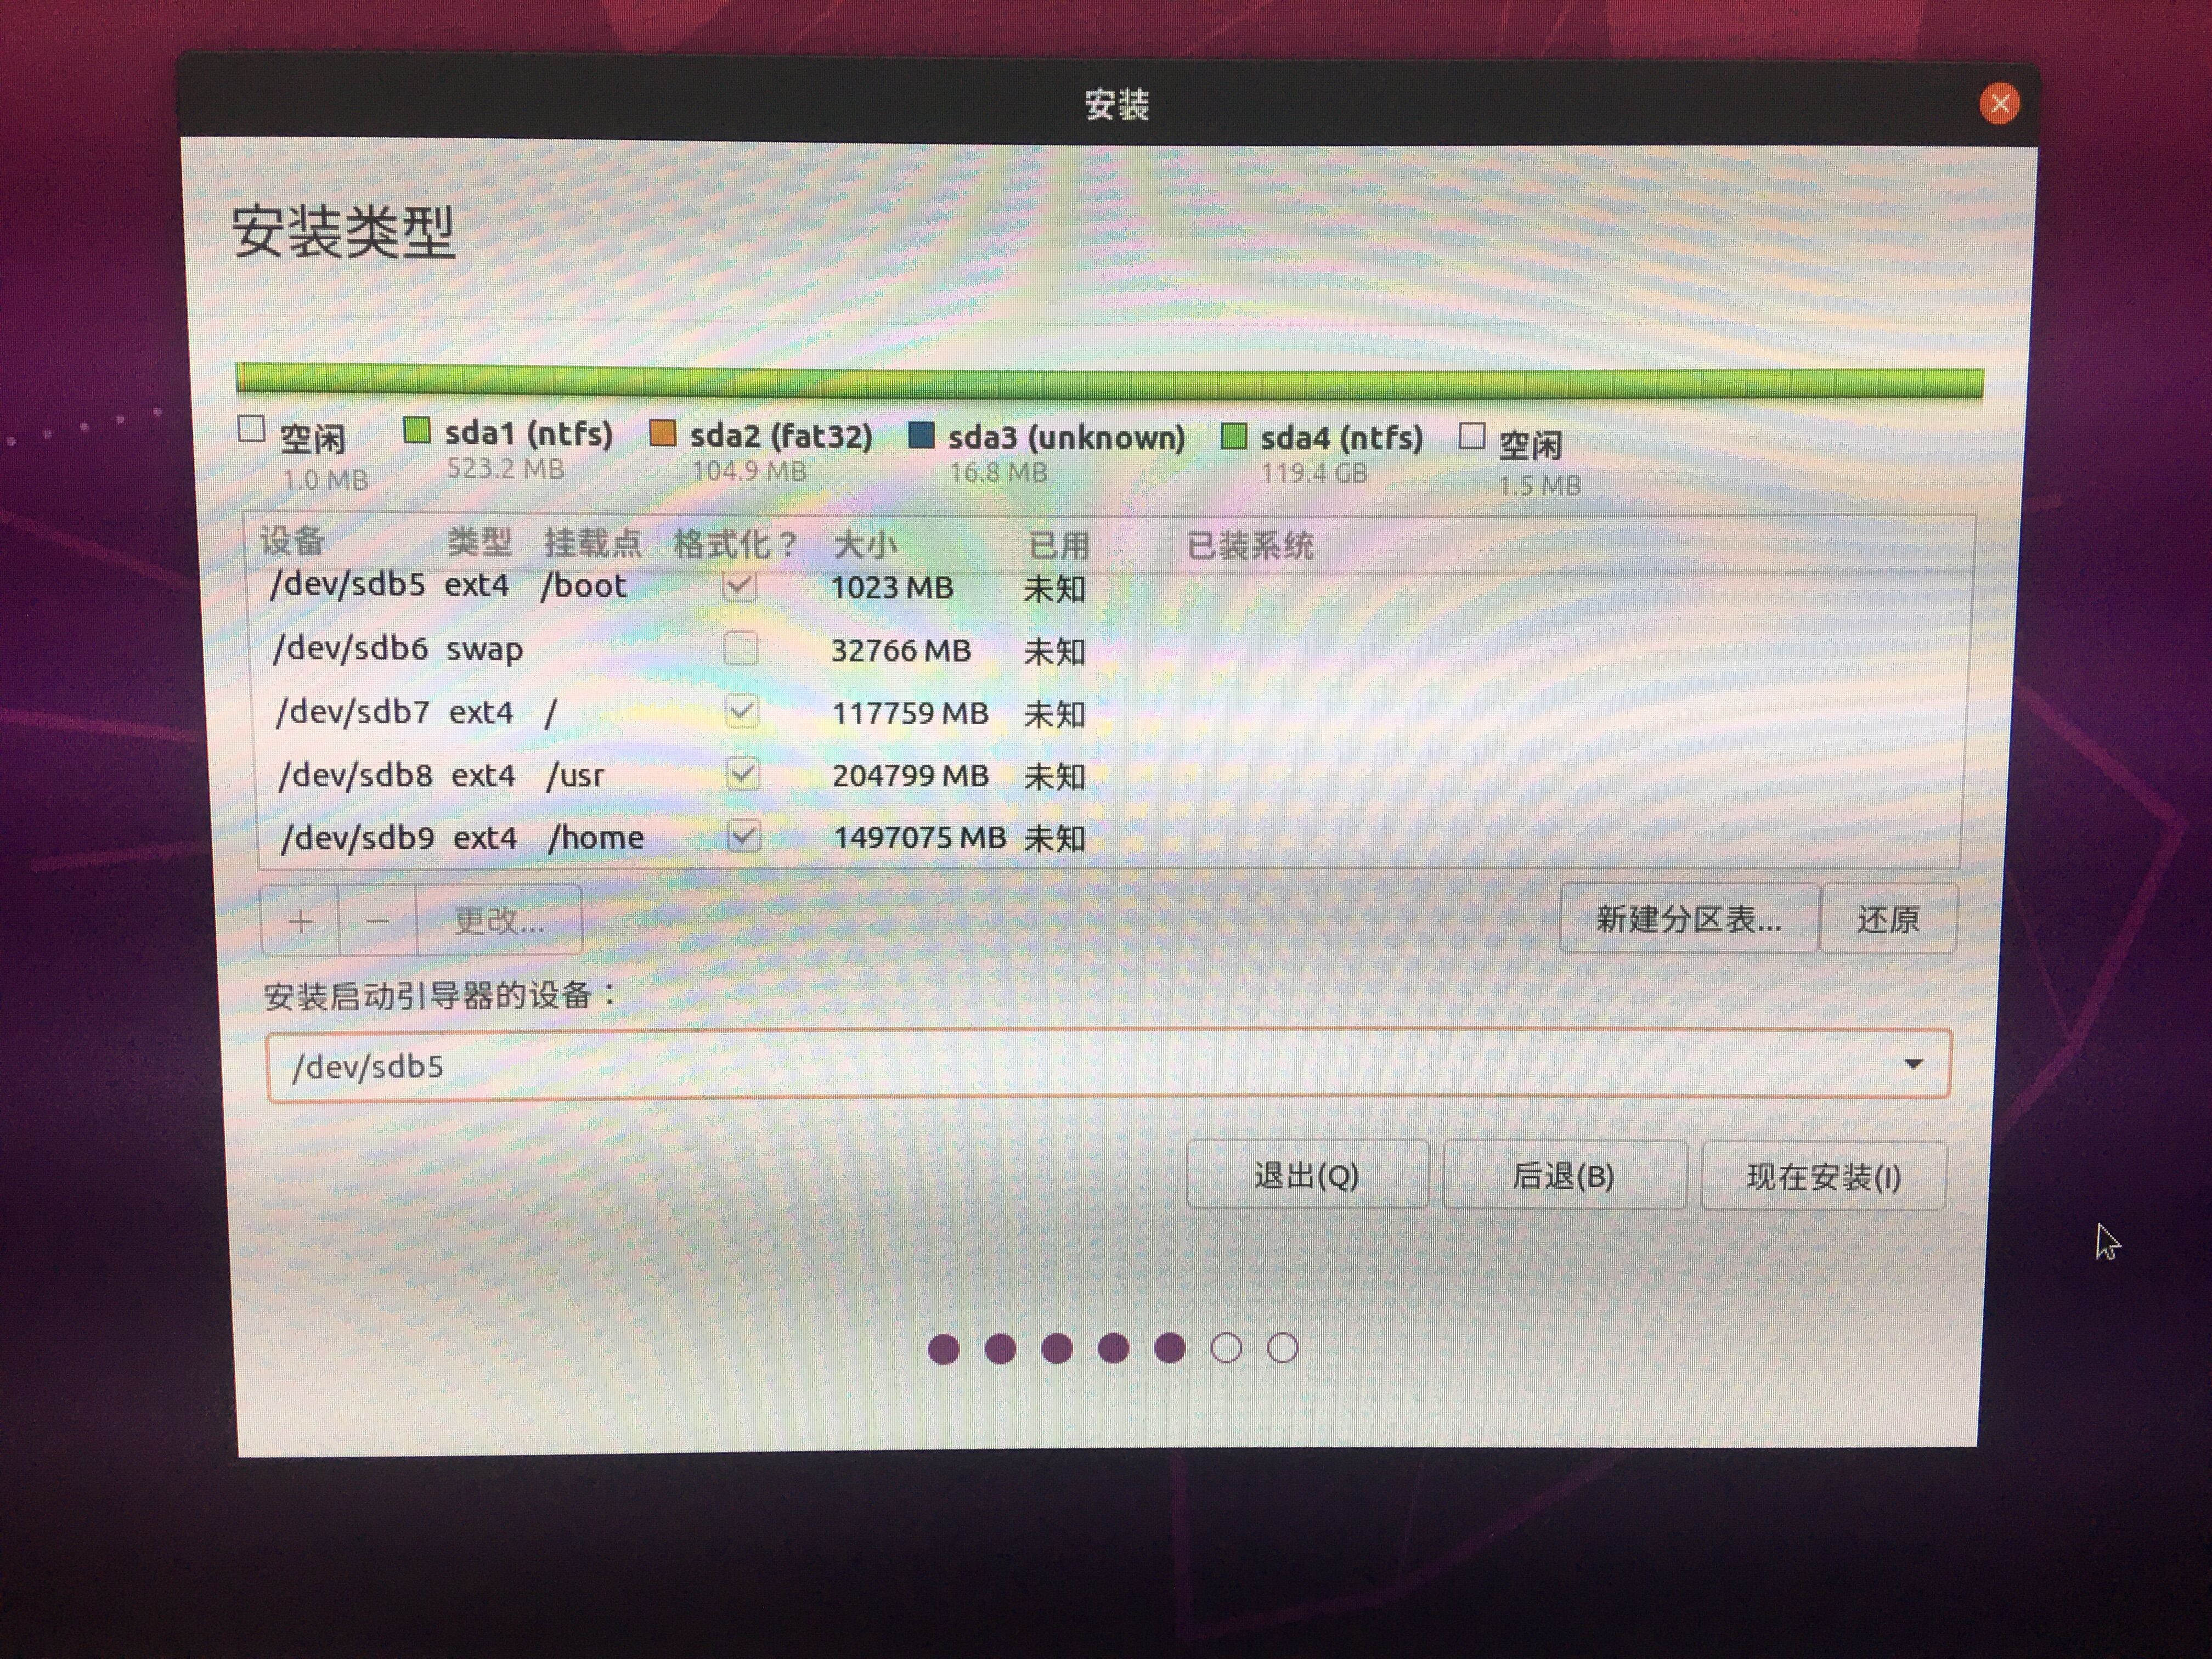 安装
安装类型
空闲 sda1 (ntfs) sda2 (fat32) sda3 (unknown) sda4 (ntfs) 空闲
1.0 MB 523.2 MB 104.9 MB 16.8 MB 119.4 GB 1.5 MB
设备 类型 挂载点 格式化？ 大小 已用 已装系统
/dev/sdb5 ext4 /boot 1023 MB 未知
/dev/sdb6 swap 32766 MB 未知
/dev/sdb7 ext4 / 117759 MB 未知
/dev/sdb8 ext4 /usr 204799 MB 未知
/dev/sdb9 ext4 /home 1497075 MB 未知
+ − 更改... 新建分区表... 还原
安装启动引导器的设备：
/dev/sdb5
退出(Q) 后退(B) 现在安装(I)